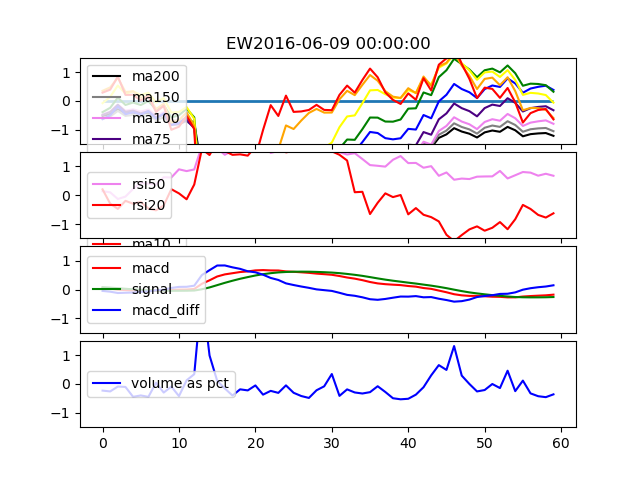 EW2016-06-09 00:00:00
1
0
−1
ma200
ma150
ma100
ma75
1
0
−1
rsi50
rsi20
ma10
1
0
−1
macd
signal
macd_diff
1
0
−1
volume as pct
0 10 20 30 40 50 60